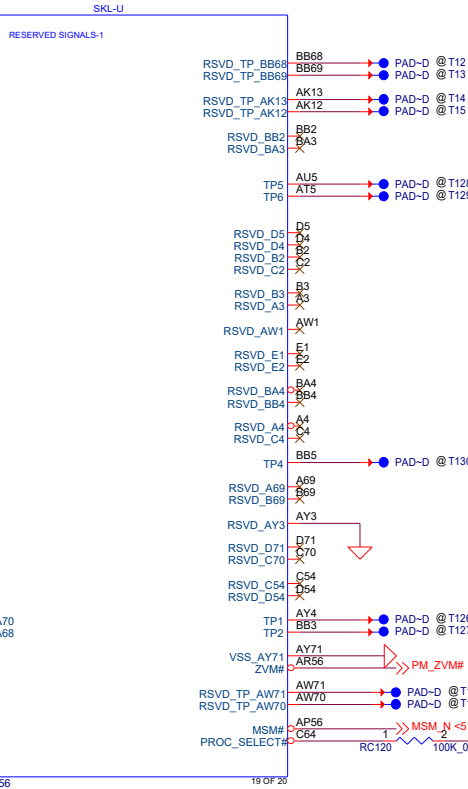 SKL-U
RESERVED SIGNALS-1
RSVD_TP_BB68 BB68 PAD~D @T12
RSVD_TP_BB69 BB69 PAD~D @T13
RSVD_TP_AK13 AK13 PAD~D @T14
RSVD_TP_AK12 AK12 PAD~D @T15
RSVD_BB2 BB2
RSVD_BA3 BA3
TP5 AU5 PAD~D @T128
TP6 AT5 PAD~D @T129
RSVD_D5 D5
RSVD_D4 D4
RSVD_B2 B2
RSVD_C2 C2
RSVD_B3 B3
RSVD_A3 A3
RSVD_AW1 AW1
RSVD_E1 E1
RSVD_E2 E2
RSVD_BA4 BA4
RSVD_BB4 BB4
RSVD_A4 A4
RSVD_C4 C4
TP4 BB5 PAD~D @T130
RSVD_A69 A69
RSVD_B69 B69
RSVD_AY3 AY3
RSVD_D71 D71
RSVD_C70 C70
RSVD_C54 C54
RSVD_D54 D54
A70 TP1 AY4 PAD~D @T126
A68 TP2 BB3 PAD~D @T127
VSS_AY71 AY71
ZVM# AR56 PM_ZVM#
RSVD_TP_AW71 AW71 PAD~D @T1
RSVD_TP_AW70 AW70 PAD~D @T1
MSM# AP56 MSM_N <5
PROC_SELECT# C64 1 2
RC120 100K_0
56 19 OF 20